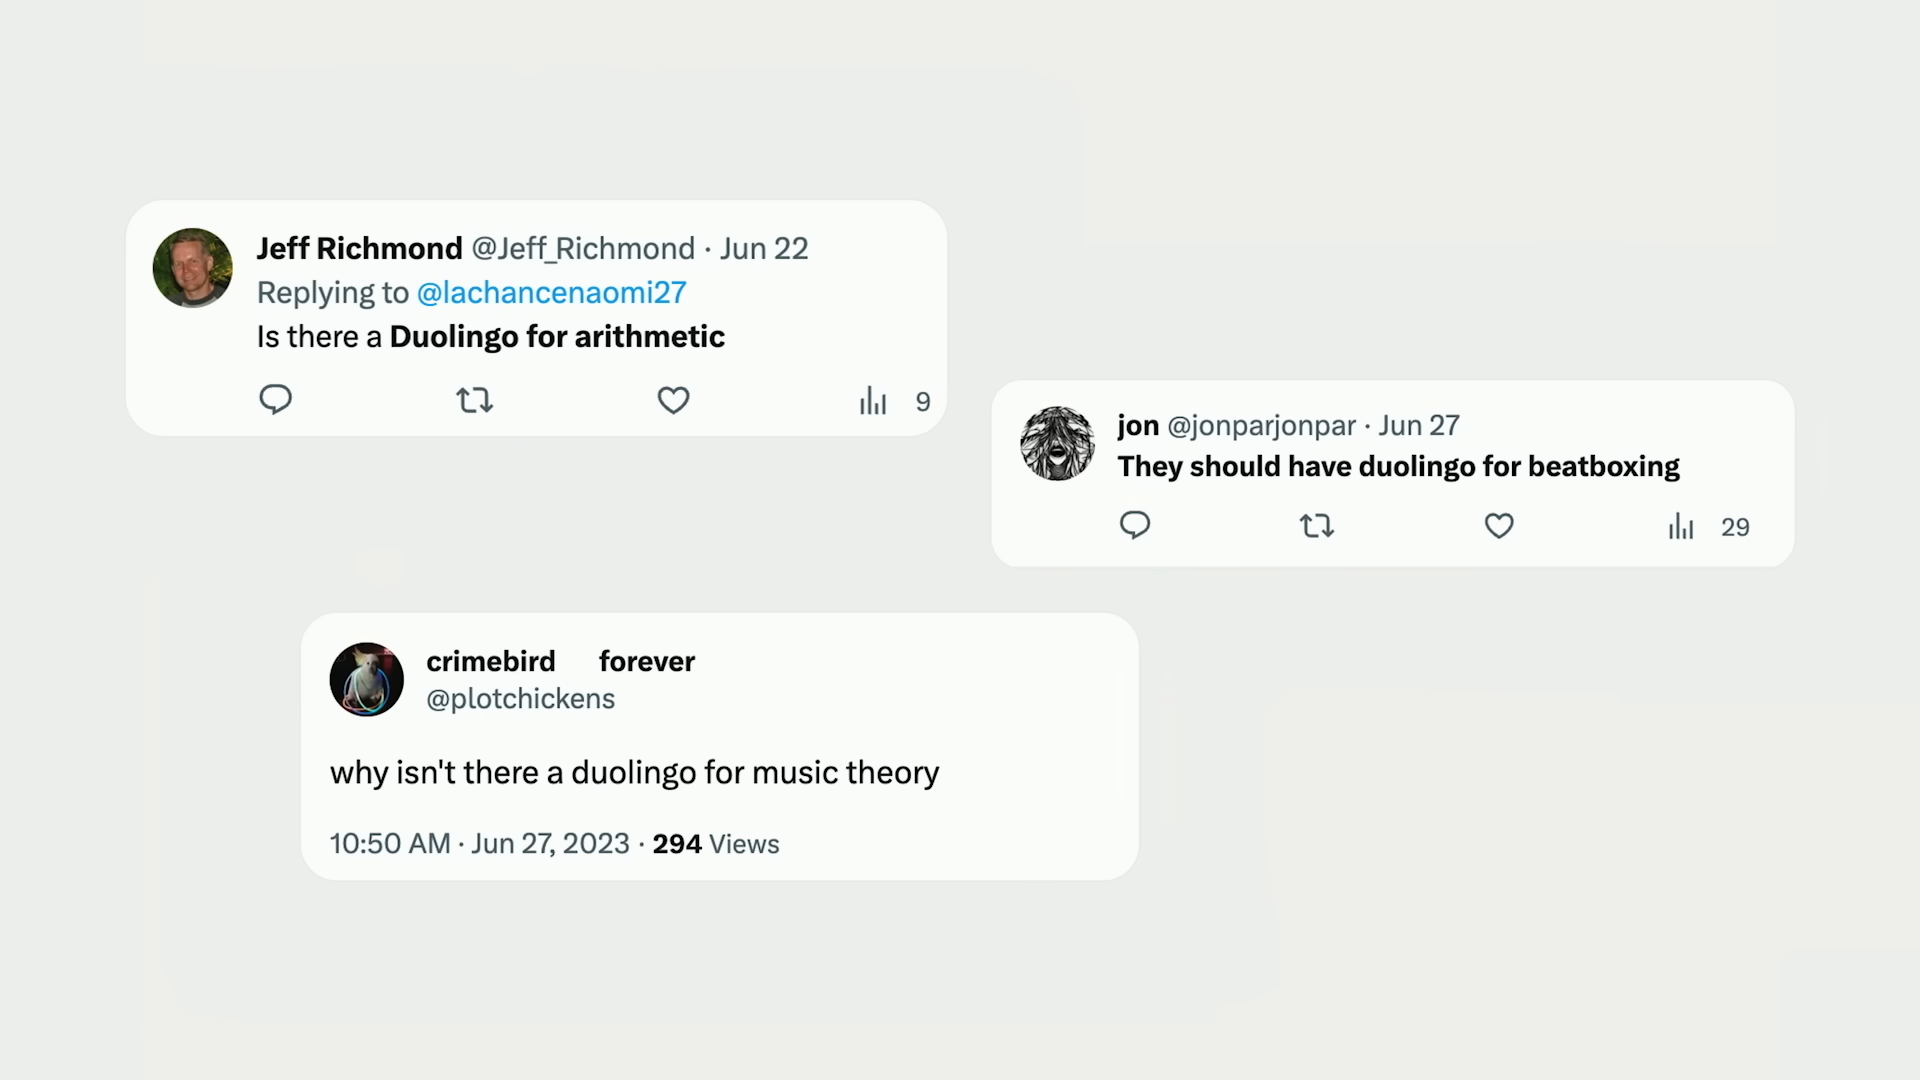 Jeff Richmond @Jeff_Richmond · Jun 22
Replying to @lachancenaomi27
Is there a Duolingo for arithmetic
9
jon @jonparjonpar · Jun 27
They should have duolingo for beatboxing
29
crimebird forever
@plotchickens
why isn't there a duolingo for music theory
10:50 AM · Jun 27, 2023 · 294 Views